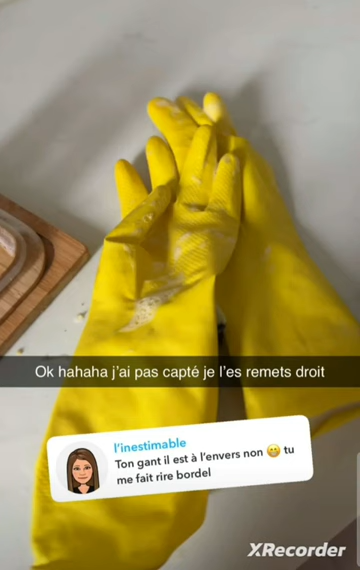 Ok hahaha j'ai pas capté je l'es remets droit
l'inestimable
Ton gant il est à l'envers non 😁 tu
me fait rire bordel
XRecorder